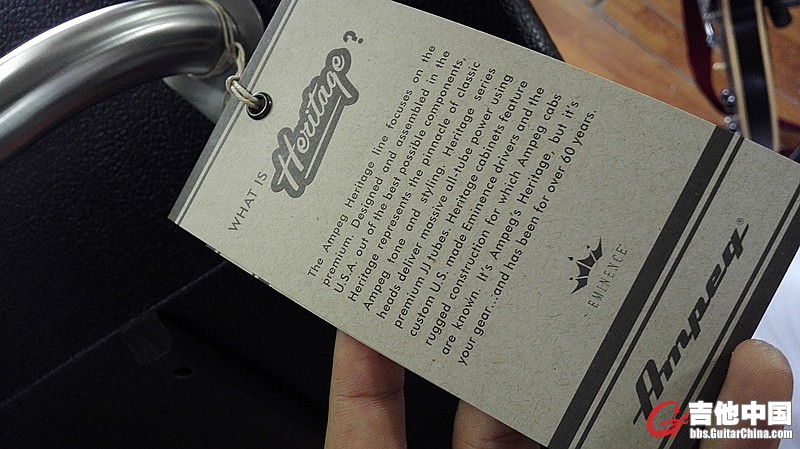 WHAT IS
Heritage?
The Ampeg Heritage line focuses on the
premium. Designed and assembled in the
U.S.A. out of the best possible components,
Heritage represents the pinnacle of classic
Ampeg tone and styling. Heritage series
heads deliver massive all-tube power using
premium JJ tubes. Heritage cabinets feature
custom U.S. made Eminence drivers and the
rugged construction for which Ampeg cabs
are known. It's Ampeg's Heritage, but it's
your gear...and has been for over 60 years.
EMINENCE
Ampeg®
吉他中国
bbs.GuitarChina.com